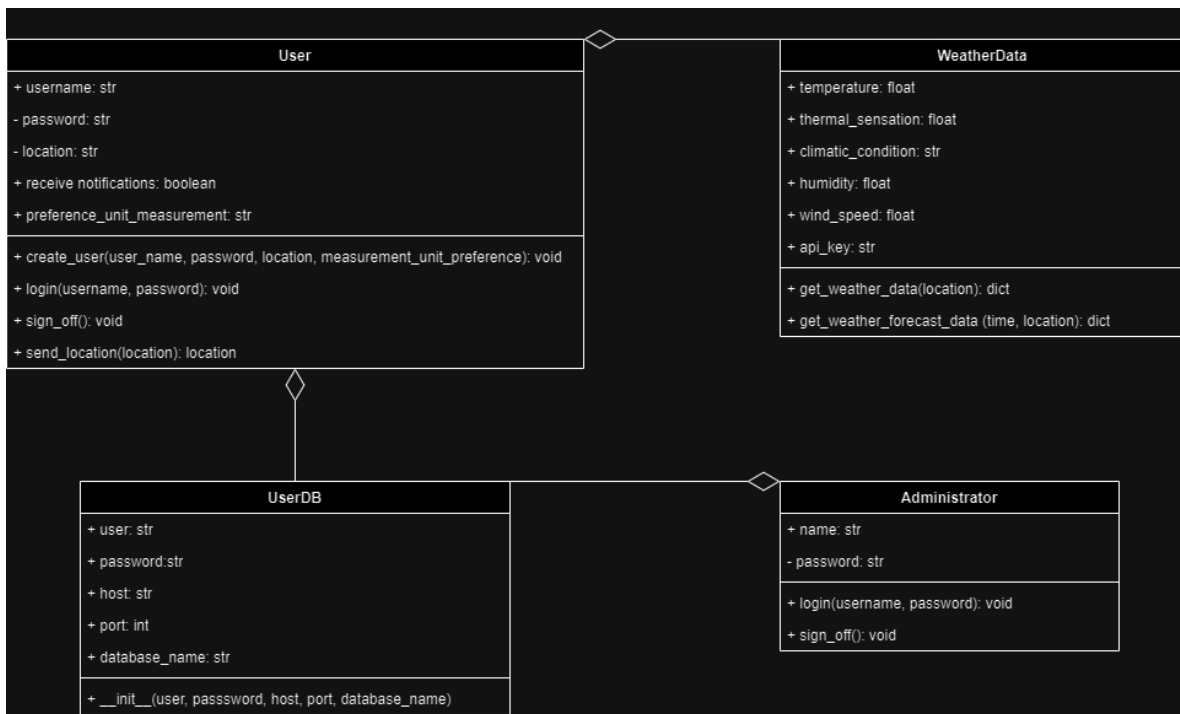 User
+ username: str
- password: str
- location: str
+ receive notifications: boolean
+ preference_unit_measurement: str
+ create_user(user_name, password, location, measurement_unit_preference): void
+ login(username, password): void
+ sign_off(): void
+ send_location(location): location
WeatherData
+ temperature: float
+ thermal_sensation: float
+ climatic_condition: str
+ humidity: float
+ wind_speed: float
+ api_key: str
+ get_weather_data(location): dict
+ get_weather_forecast_data (time, location): dict
UserDB
+ user: str
+ password:str
+ host: str
+ port: int
+ database_name: str
+ __init__(user, passsword, host, port, database_name)
Administrator
+ name: str
- password: str
+ login(username, password): void
+ sign_off(): void